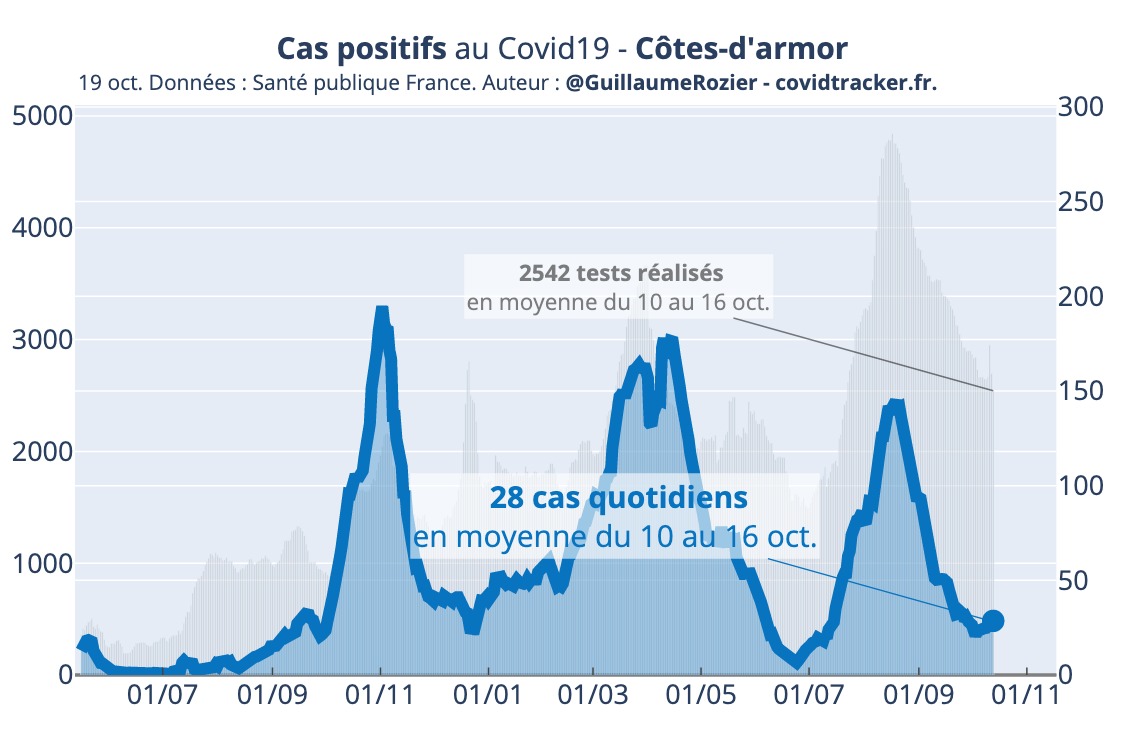 Cas positifs au Covid19 - Côtes-d'armor
19 oct. Données : Santé publique France. Auteur : @GuillaumeRozier - covidtracker.fr.
5000
4000
3000
2000
1000
0
300
250
200
150
100
50
0
2542 tests réalisés
en moyenne du 10 au 16 oct.
28 cas quotidiens
en moyenne du 10 au 16 oct.
01/07 01/09 01/11 01/01 01/03 01/05 01/07 01/09 01/11